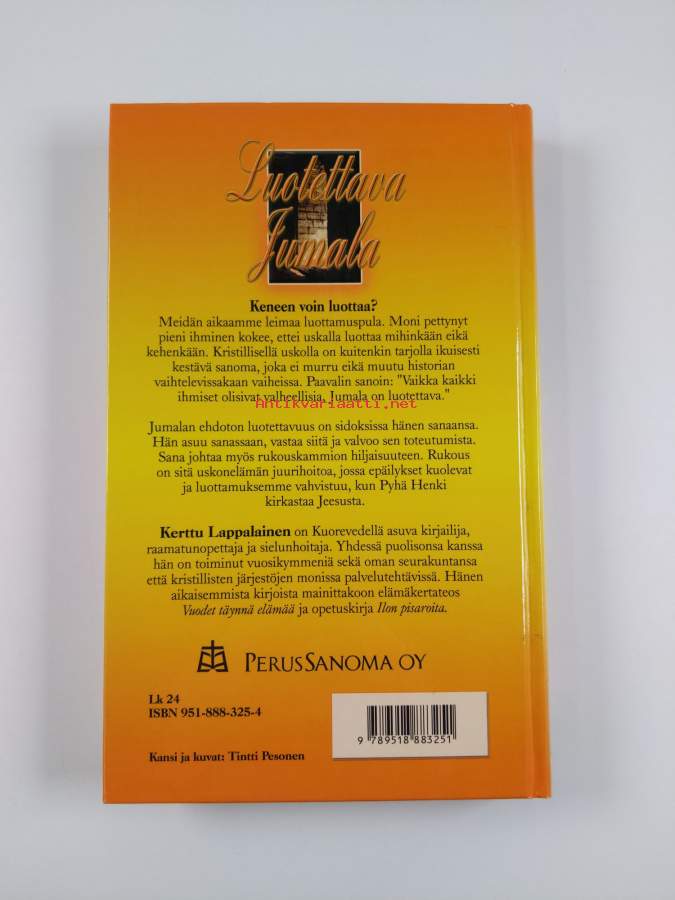 Luotettava
Jumala
Keneen voin luottaa?
Meidän aikaamme leimaa luottamuspula. Moni pettynyt
pieni ihminen kokee, ettei uskalla luottaa mihinkään eikä
kehenkään. Kristillisellä uskolla on kuitenkin tarjolla ikuisesti
kestävä sanoma, joka ei murru eikä muutu historian
vaihtelevissakaan vaiheissa. Paavalin sanoin: "Vaikka kaikki
ihmiset olisivat valheellisia, Jumala on luotettava."
Antikvariaatti.net
Jumalan ehdoton luotettavuus on sidoksissa hänen sanaansa.
Hän asuu sanassaan, vastaa siitä ja valvoo sen toteutumista.
Sana johtaa myös rukouskammion hiljaisuuteen. Rukous
on sitä uskonelämän juurihoitoa, jossa epäilykset kuolevat
ja luottamuksemme vahvistuu, kun Pyhä Henki
kirkastaa Jeesusta.
Kerttu Lappalainen on Kuorevedellä asuva kirjailija,
raamatunopettaja ja sielunhoitaja. Yhdessä puolisonsa kanssa
hän on toiminut vuosikymmeniä sekä oman seurakuntansa
että kristillisten järjestöjen monissa palvelutehtävissä. Hänen
aikaisemmista kirjoista mainittakoon elämäkertateos
Vuodet täynnä elämää ja opetuskirja Ilon pisaroita.
PERUSSANOMA OY
Lk 24
ISBN 951-888-325-4
9 789518 883251
Kansi ja kuvat: Tintti Pesonen